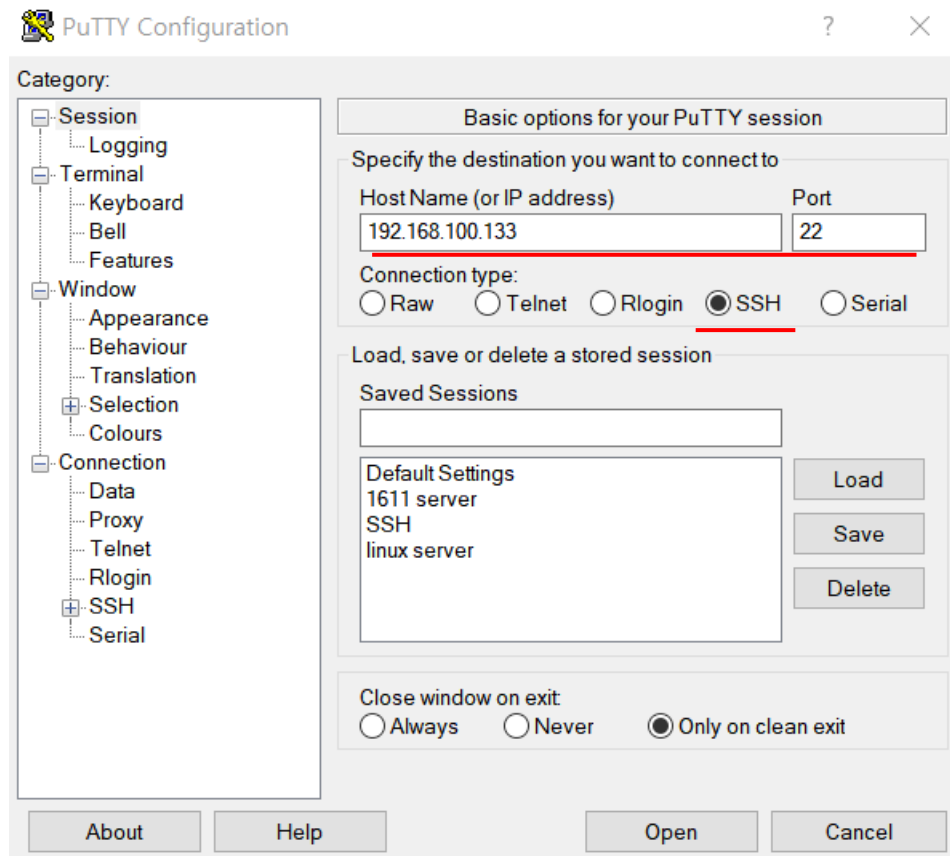 PuTTY Configuration
Category:
Session
Logging
Terminal
Keyboard
Bell
Features
Window
Appearance
Behaviour
Translation
Selection
Colours
Connection
Data
Proxy
Telnet
Rlogin
SSH
Serial
Basic options for your PuTTY session
Specify the destination you want to connect to
Host Name (or IP address) Port
192.168.100.133 22
Connection type:
Raw Telnet Rlogin SSH Serial
Load, save or delete a stored session
Saved Sessions
Default Settings
1611 server
SSH
linux server
Load
Save
Delete
Close window on exit:
Always Never Only on clean exit
About Help Open Cancel